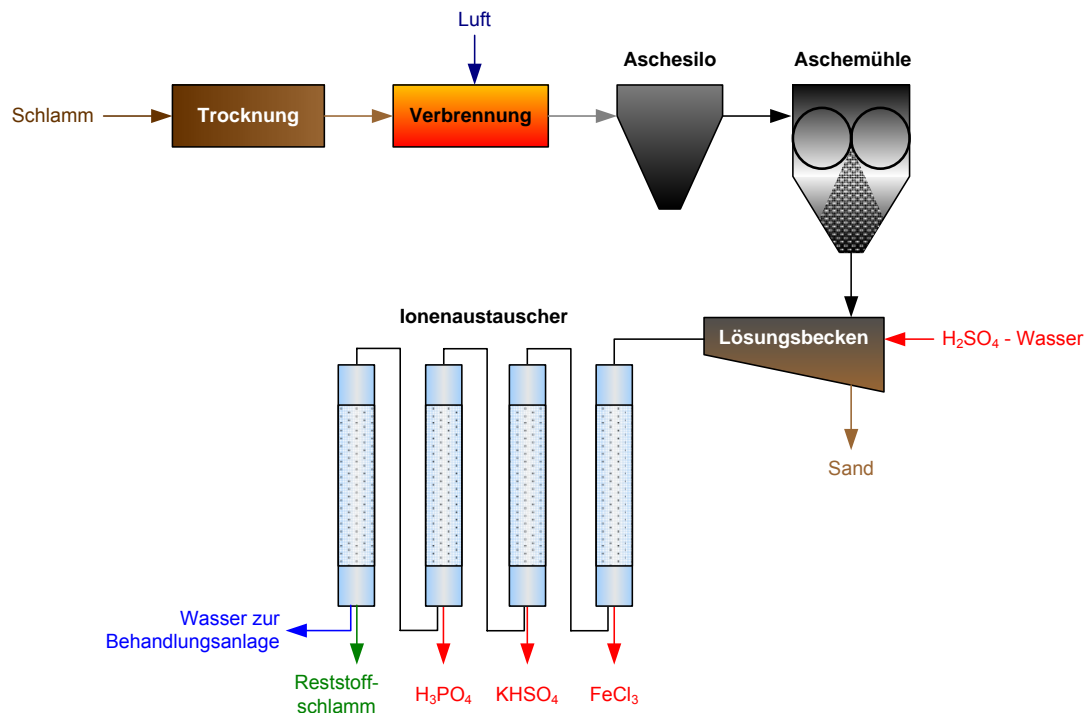 Luft
Aschesilo
Aschemühle
Schlamm
Trocknung
Verbrennung
Ionenaustauscher
Lösungsbecken
H₂SO₄ - Wasser
Sand
Wasser zur
Behandlungsanlage
Reststoff-
schlamm
H₃PO₄
KHSO₄
FeCl₃